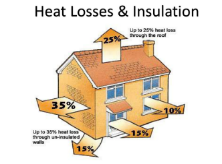 Heat Losses & Insulation
Up to 25% heat loss
through the roof
25%
35%
10%
Up to 35% heat loss
through un-insulated
walls
15%
15%